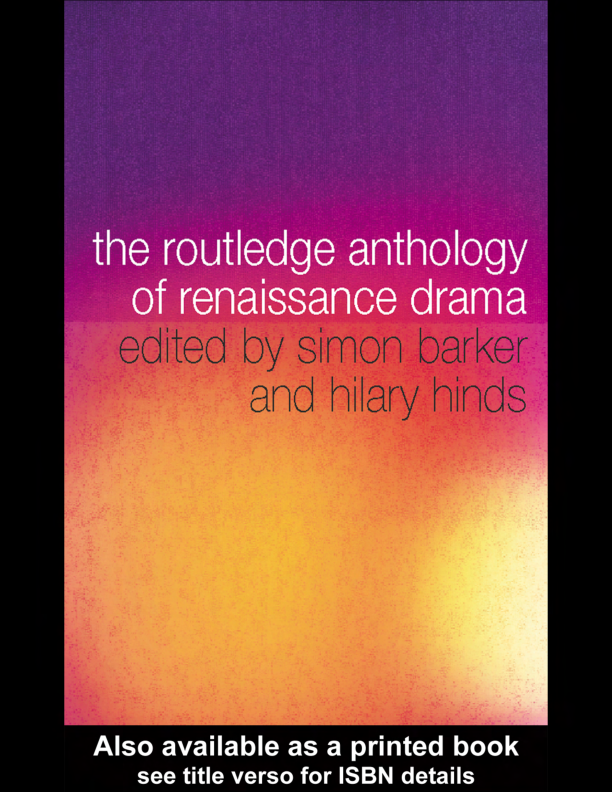 the routledge anthology
of renaissance drama
edited by simon barker
and hilary hinds
Also available as a printed book
see title verso for ISBN details